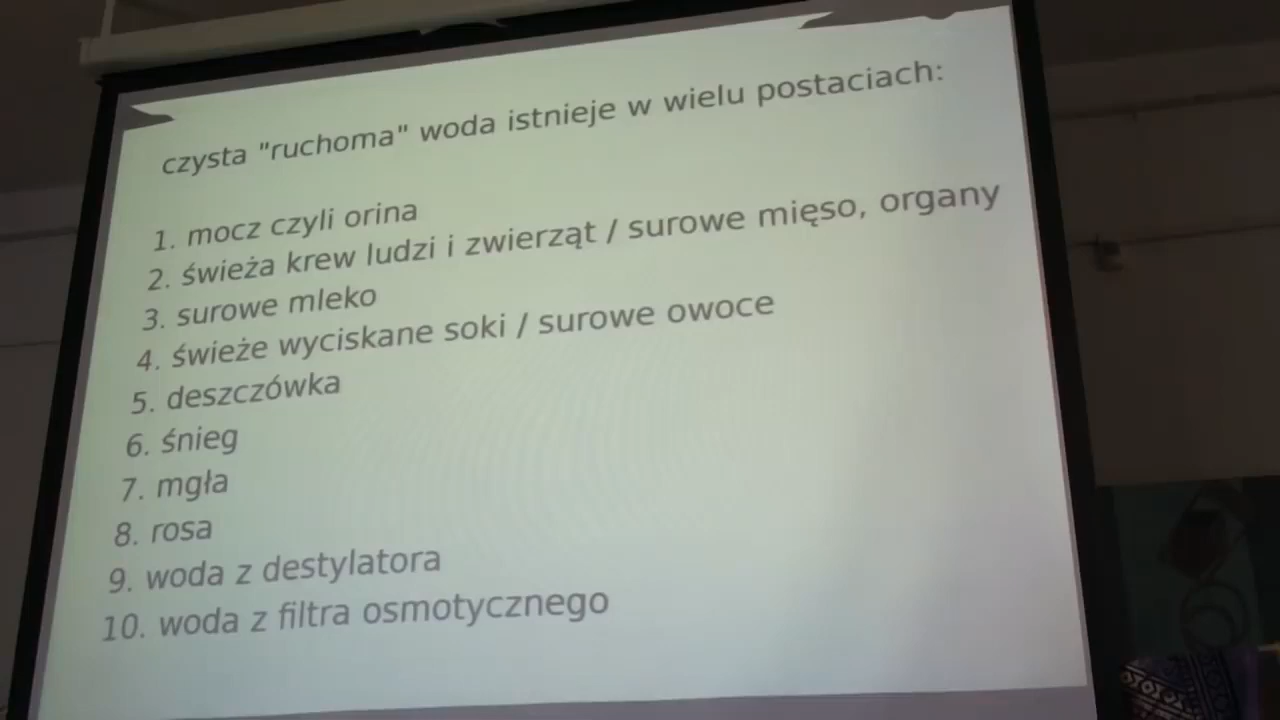 czysta "ruchoma" woda istnieje w wielu postaciach:
1. mocz czyli orina
2. świeża krew ludzi i zwierząt / surowe mięso, organy
3. surowe mleko
4. świeże wyciskane soki / surowe owoce
5. deszczówka
6. śnieg
7. mgła
8. rosa
9. woda z destylatora
10. woda z filtra osmotycznego